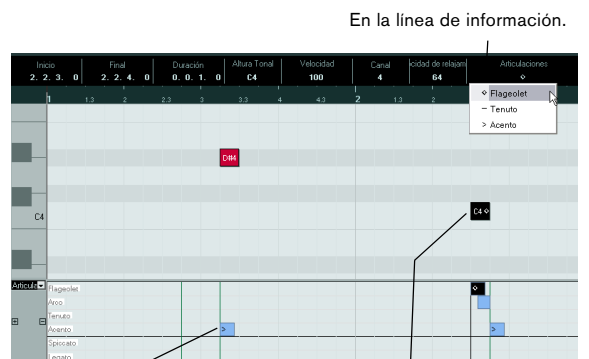 En la línea de información.
Inicio Final Duración Altura Tonal Velocidad Canal cidad de relajam Articulaciones
2. 2. 3. 0 2. 2. 4. 0 0. 0. 1. 0 C4 100 4 64
1 1.3 2 2.3 3 3.3 4 4.3 2 1.3 2
Flageolet
Tenuto
> Acento
D#4
C4
C4
Articula
Flageolet
Arco
Tenuto
Acento
>
>
Spiccato
Legato